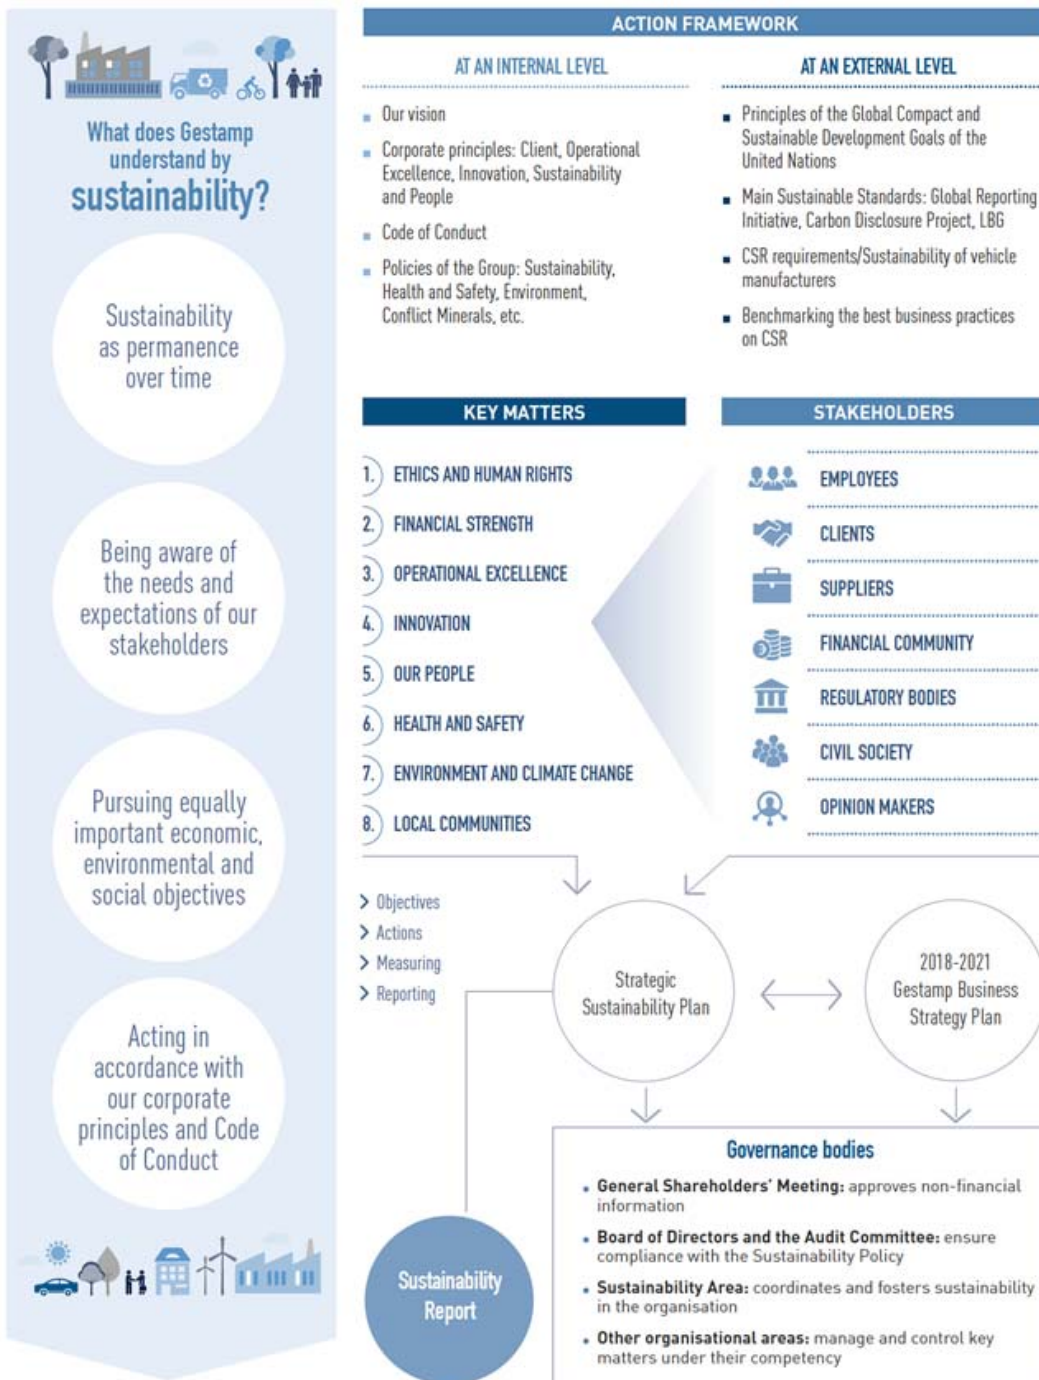 What does Gestamp
understand by
sustainability?
Sustainability
as permanence
over time
Being aware of
the needs and
expectations of our
stakeholders
Pursuing equally
important economic,
environmental and
social objectives
Acting in
accordance with
our corporate
principles and Code
of Conduct
ACTION FRAMEWORK
AT AN INTERNAL LEVEL
Our vision
Corporate principles: Client, Operational
Excellence, Innovation, Sustainability
and People
Code of Conduct
Policies of the Group: Sustainability,
Health and Safety, Environment,
Conflict Minerals, etc.
AT AN EXTERNAL LEVEL
Principles of the Global Compact and
Sustainable Development Goals of the
United Nations
Main Sustainable Standards: Global Reporting
Initiative, Carbon Disclosure Project, LBG
CSR requirements/Sustainability of vehicle
manufacturers
Benchmarking the best business practices
on CSR
KEY MATTERS
1. ETHICS AND HUMAN RIGHTS
2. FINANCIAL STRENGTH
3. OPERATIONAL EXCELLENCE
4. INNOVATION
5. OUR PEOPLE
6. HEALTH AND SAFETY
7. ENVIRONMENT AND CLIMATE CHANGE
8. LOCAL COMMUNITIES
STAKEHOLDERS
EMPLOYEES
CLIENTS
SUPPLIERS
FINANCIAL COMMUNITY
REGULATORY BODIES
CIVIL SOCIETY
OPINION MAKERS
> Objectives
> Actions
> Measuring
> Reporting
Strategic
Sustainability Plan
2018-2021
Gestamp Business
Strategy Plan
Sustainability
Report
Governance bodies
• General Shareholders' Meeting: approves non-financial
information
• Board of Directors and the Audit Committee: ensure
compliance with the Sustainability Policy
• Sustainability Area: coordinates and fosters sustainability
in the organisation
• Other organisational areas: manage and control key
matters under their competency